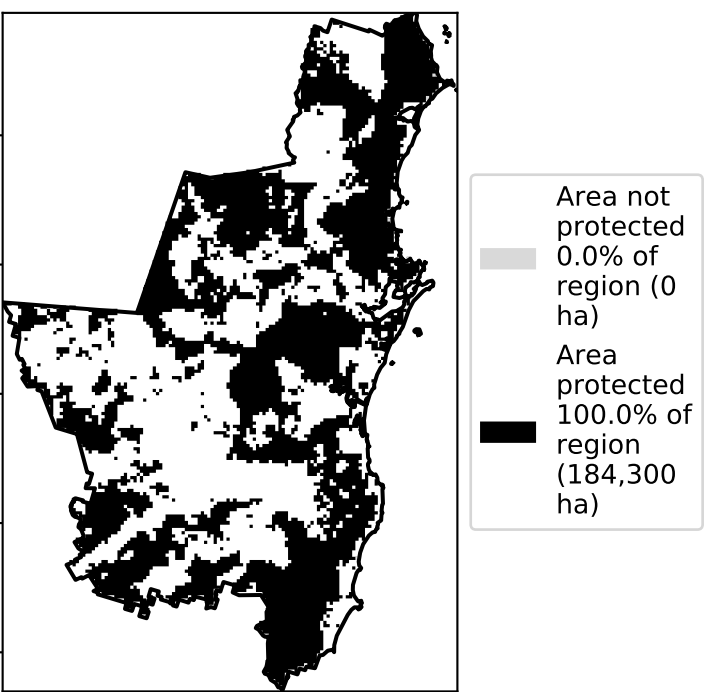 Area not
protected
0.0% of
region (0
ha)
Area
protected
100.0% of
region
(184,300
ha)